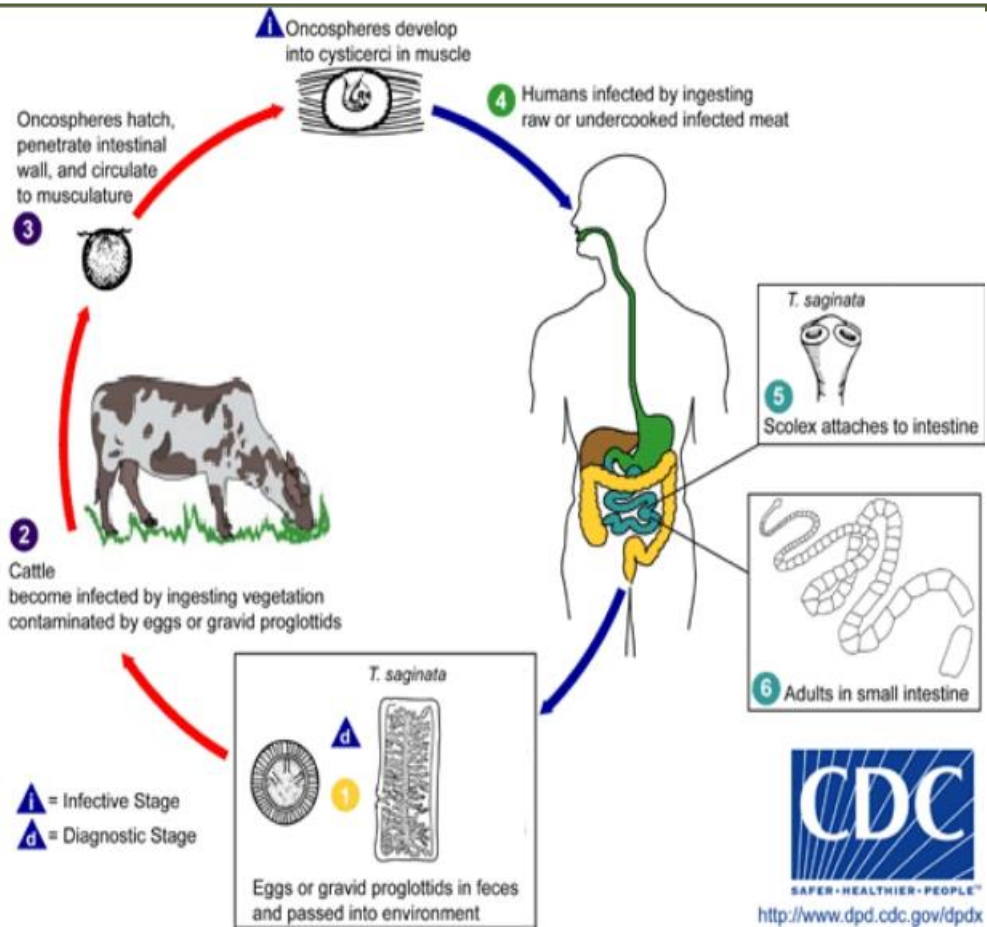 i Oncospheres develop
into cysticerci in muscle
4 Humans infected by ingesting
raw or undercooked infected meat
Oncospheres hatch,
penetrate intestinal
wall, and circulate
to musculature
3
T. saginata
5
Scolex attaches to intestine
2
Cattle
become infected by ingesting vegetation
contaminated by eggs or gravid proglottids
6 Adults in small intestine
T. saginata
d
1
Eggs or gravid proglottids in feces
and passed into environment
i = Infective Stage
d = Diagnostic Stage
CDC
SAFER•HEALTHIER•PEOPLE™
http://www.dpd.cdc.gov/dpdx